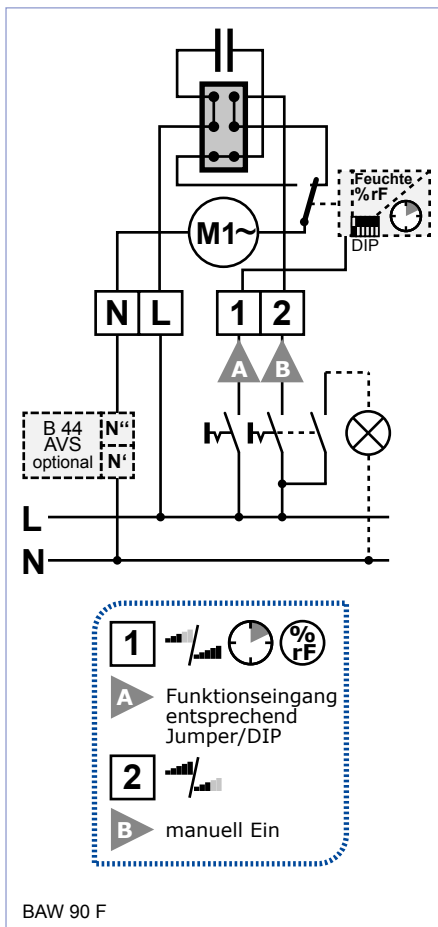 Feuchte
% rF
DIP
M1~
N L 1 2
A B
B 44
AVS
optional
N“
N‘
L
N
1 % rF
A Funktionseingang
entsprechend
Jumper/DIP
2
B manuell Ein
BAW 90 F